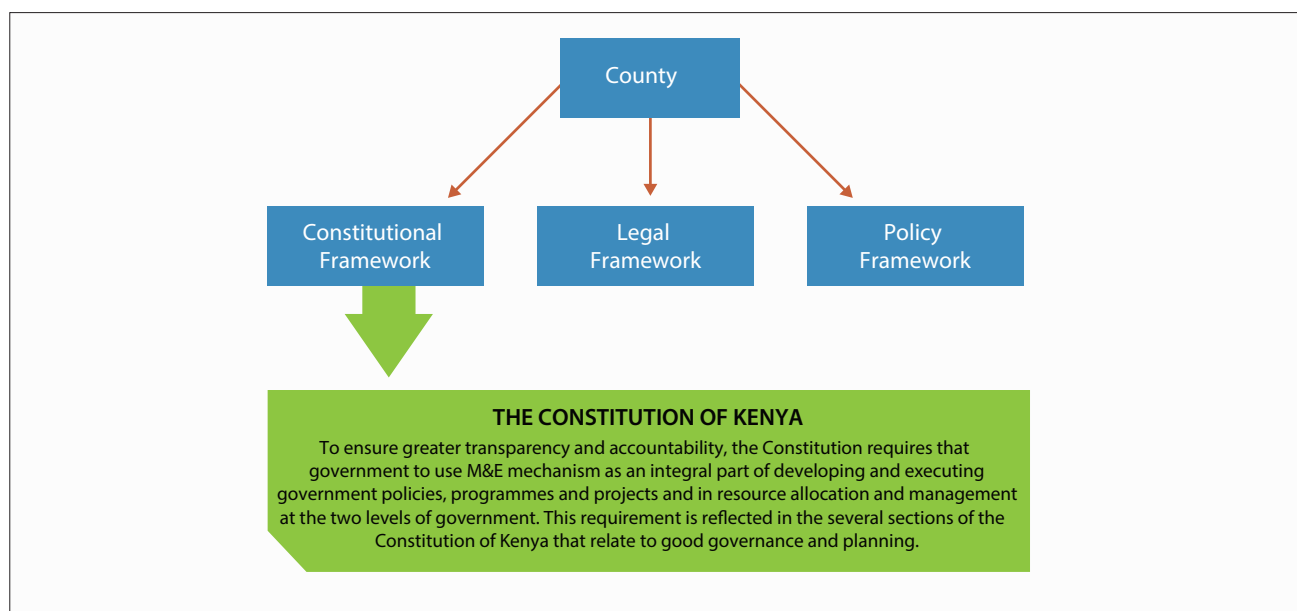 County
Constitutional
Framework
Legal
Framework
Policy
Framework
THE CONSTITUTION OF KENYA
To ensure greater transparency and accountability, the Constitution requires that
government to use M&E mechanism as an integral part of developing and executing
government policies, programmes and projects and in resource allocation and management
at the two levels of government. This requirement is reflected in the several sections of the
Constitution of Kenya that relate to good governance and planning.